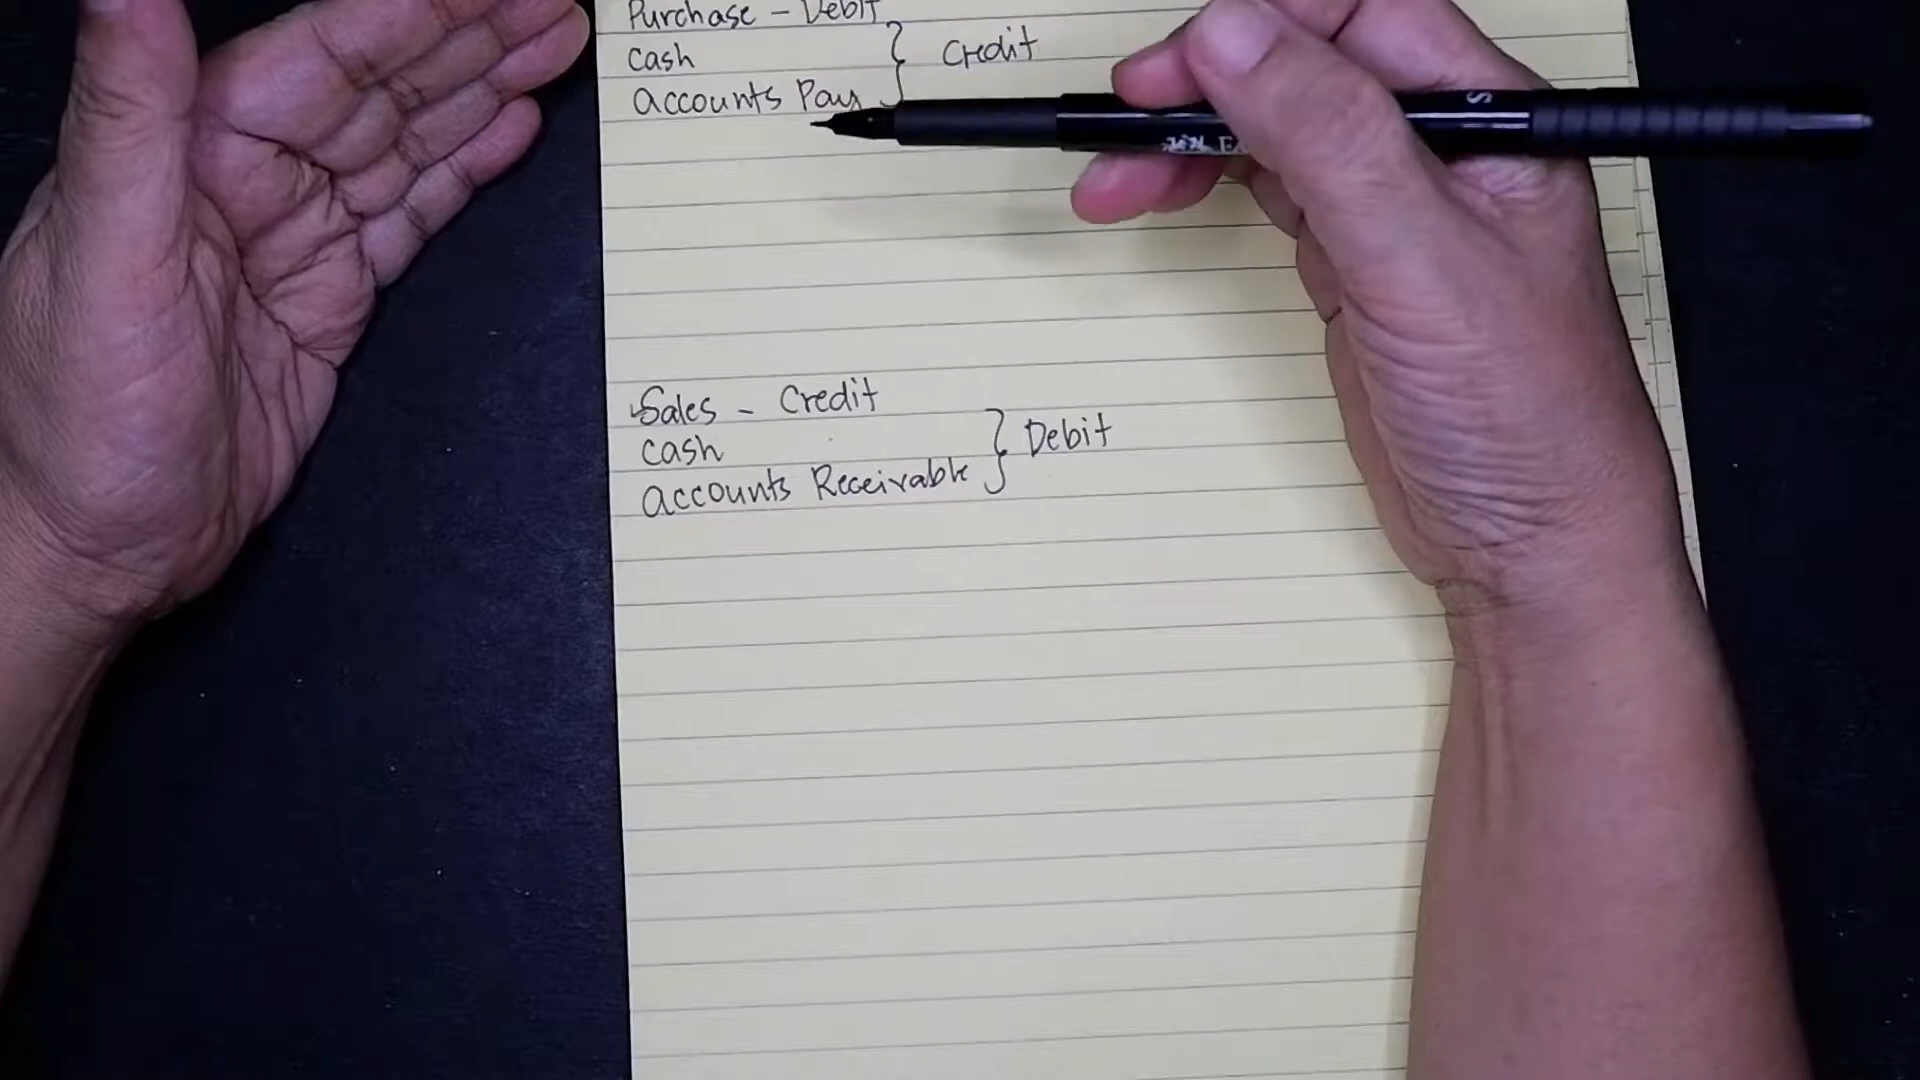 Purchase - Debit
cash
Credit
accounts Pay
Sales - Credit
cash
Debit
accounts Receivable
S